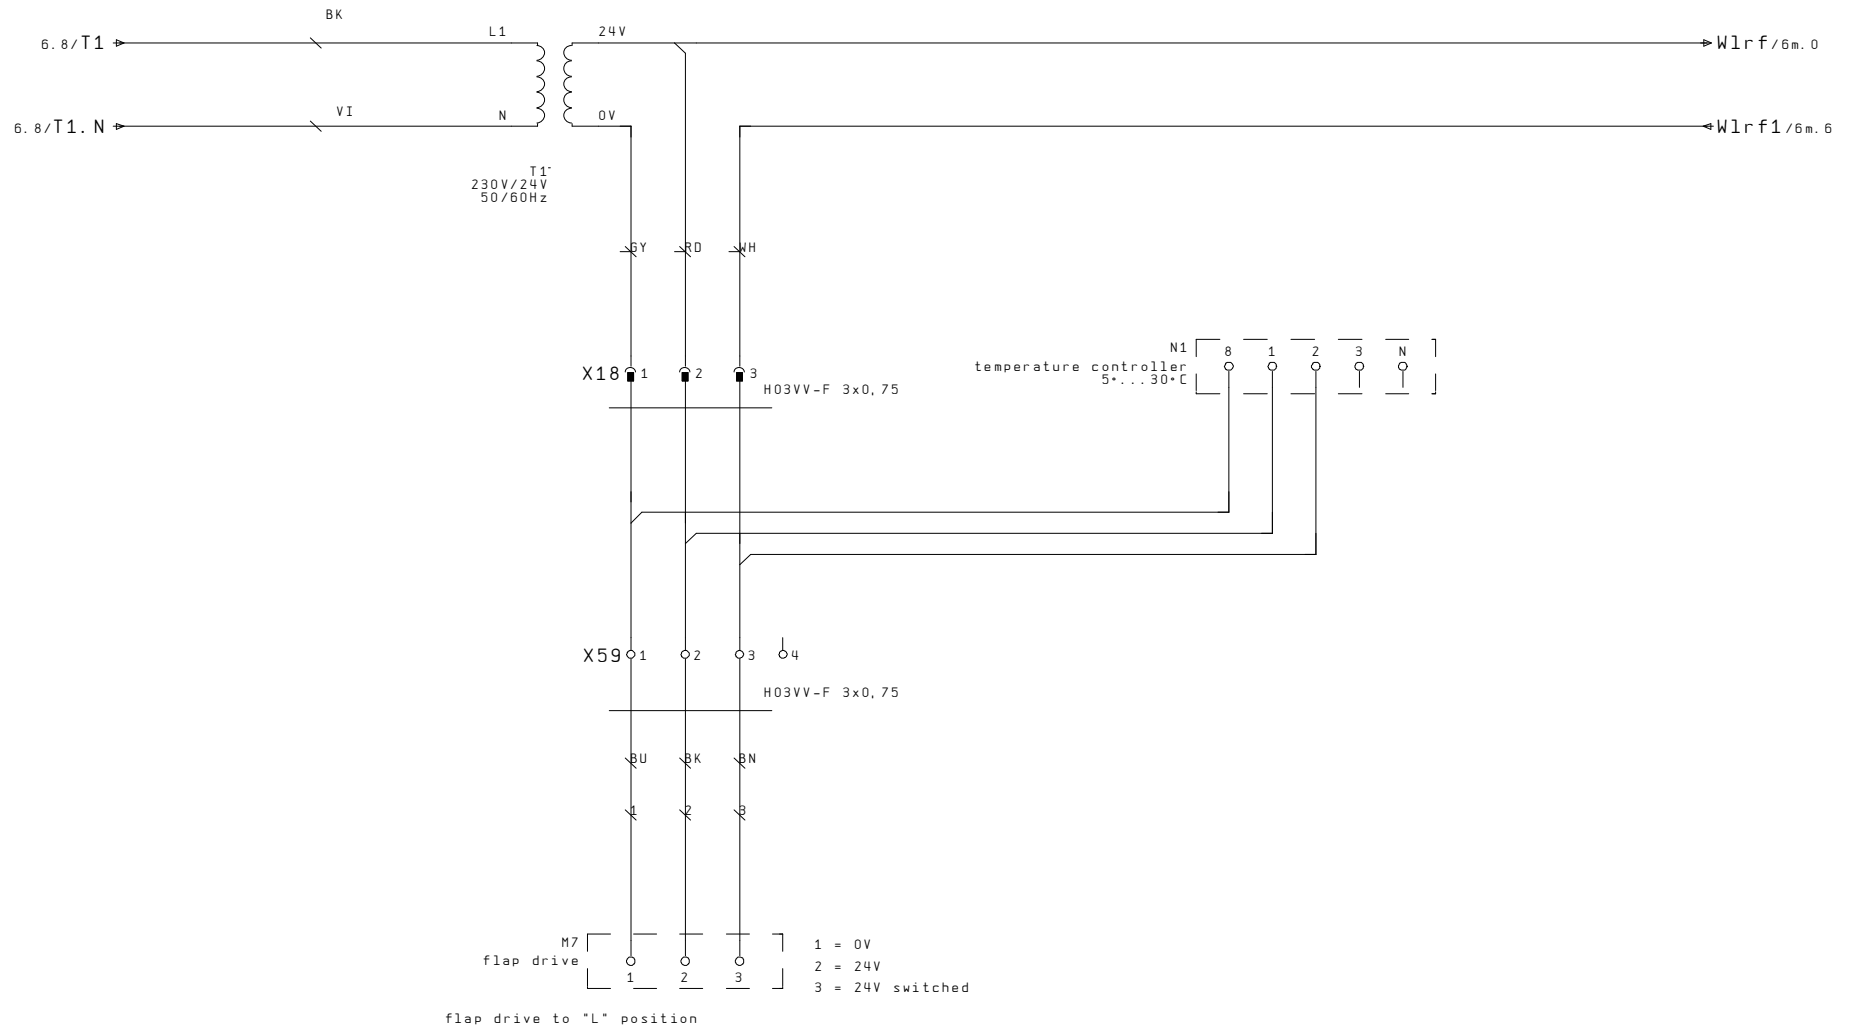 BK
6.8/T1
L1
24V
Wlrf/6m.0
6.8/T1.N
VI
N
0V
Wlrf1/6m.6
T1
230V/24V
50/60Hz
GY
RD
WH
N1
8
1
2
3
N
temperature controller
5°...30°C
X18
1
2
3
H03VV-F 3x0,75
X59
1
2
3
4
H03VV-F 3x0,75
BU
BK
BN
1
2
3
M7
flap drive
1
2
3
1 = 0V
2 = 24V
3 = 24V switched
flap drive to "L" position